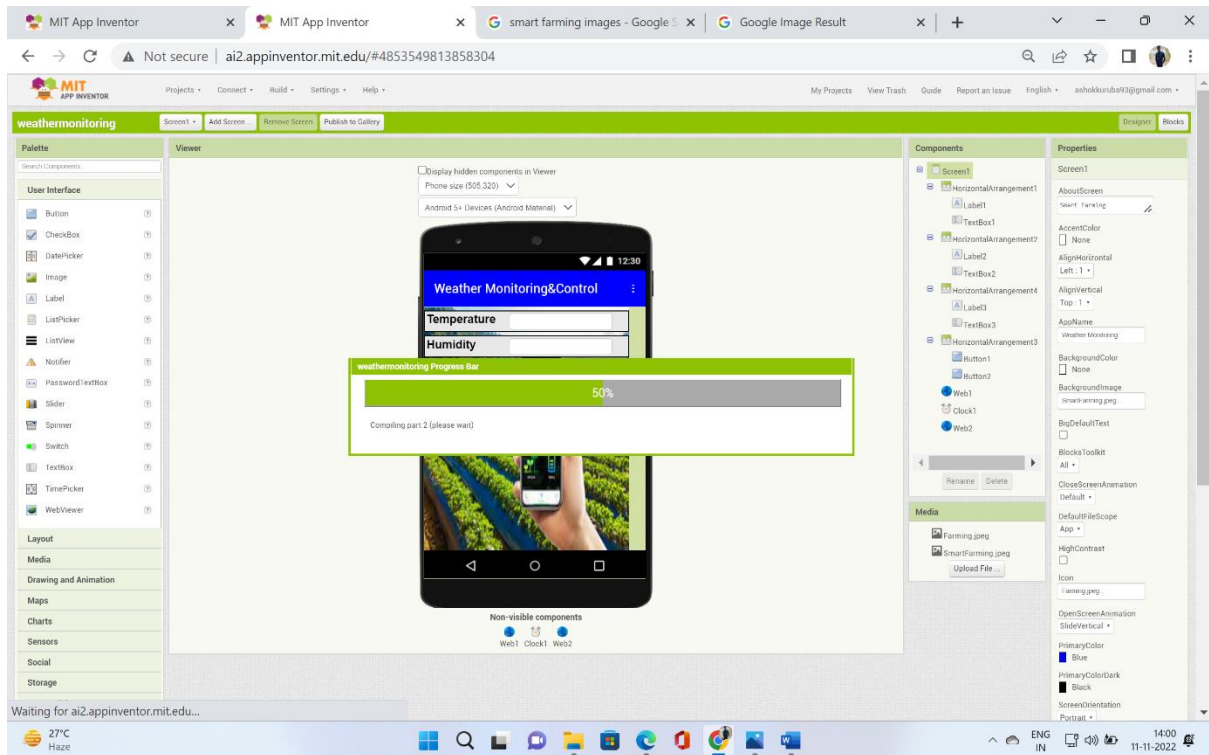 MIT App Inventor
MIT App Inventor
smart farming images - Google S
Google Image Result
Not secure | ai2.appinventor.mit.edu/#4853549813858304
MIT
APP INVENTOR
Projects Connect Build Settings Help
My Projects View Trash Guide Report an Issue English ashokkuruba93@gmail.com
weathermonitoring
Screen1 Add Screen ... Remove Screen Publish to Gallery
Designer Blocks
Palette
Search Components...
User Interface
Button
CheckBox
DatePicker
Image
Label
ListPicker
ListView
Notifier
PasswordTextBox
Slider
Spinner
Switch
TextBox
TimePicker
WebViewer
Layout
Media
Drawing and Animation
Maps
Charts
Sensors
Social
Storage
Viewer
Display hidden components in Viewer
Phone size (505,320)
Android 5+ Devices (Android Material)
12:30
Weather Monitoring&Control
Temperature
Humidity
weathermonitoring Progress Bar
50%
Compiling part 2 (please wait)
Non-visible components
Web1 Clock1 Web2
Components
Screen1
HorizontalArrangement1
Label1
TextBox1
HorizontalArrangement2
Label2
TextBox2
HorizontalArrangement4
Label3
TextBox3
HorizontalArrangement3
Button1
Button2
Web1
Clock1
Web2
Rename Delete
Media
Farming.jpeg
SmartFarming.jpeg
Upload File ...
Properties
Screen1
AboutScreen
Smart Farming
AccentColor
None
AlignHorizontal
Left : 1
AlignVertical
Top : 1
AppName
Weather Monitoring
BackgroundColor
None
BackgroundImage
SmartFarming.jpeg...
BigDefaultText
BlocksToolkit
All
CloseScreenAnimation
Default
DefaultFileScope
App
HighContrast
Icon
Farming.jpeg...
OpenScreenAnimation
SlideVertical
PrimaryColor
Blue
PrimaryColorDark
Black
ScreenOrientation
Portrait
Waiting for ai2.appinventor.mit.edu...
27°C
Haze
ENG
IN
14:00
11-11-2022